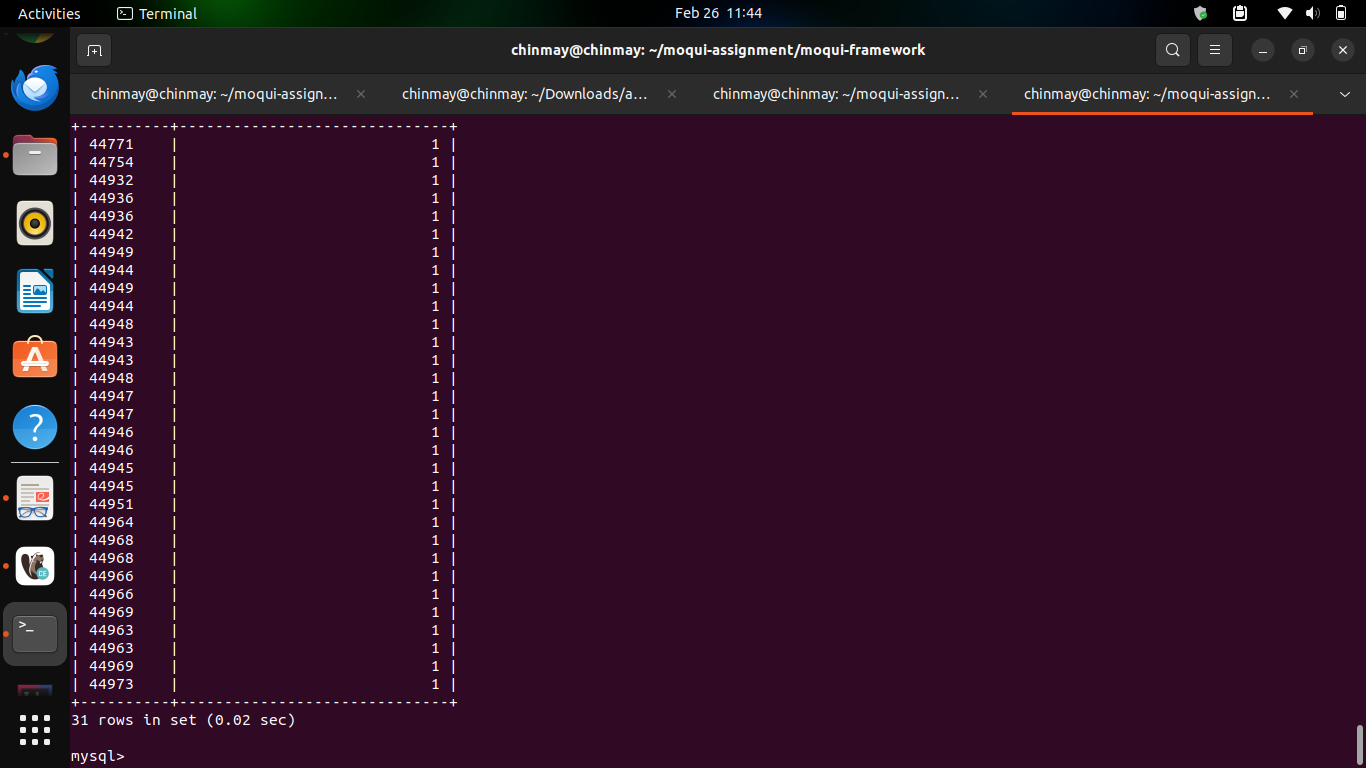 Activities Terminal Feb 26 11:44
chinmay@chinmay: ~/moqui-assignment/moqui-framework
chinmay@chinmay: ~/moqui-assign... chinmay@chinmay: ~/Downloads/a... chinmay@chinmay: ~/moqui-assign... chinmay@chinmay: ~/moqui-assign...
+----------+------------------------------+
| 44771    |                            1 |
| 44754    |                            1 |
| 44932    |                            1 |
| 44936    |                            1 |
| 44936    |                            1 |
| 44942    |                            1 |
| 44949    |                            1 |
| 44944    |                            1 |
| 44949    |                            1 |
| 44944    |                            1 |
| 44948    |                            1 |
| 44943    |                            1 |
| 44943    |                            1 |
| 44948    |                            1 |
| 44947    |                            1 |
| 44947    |                            1 |
| 44946    |                            1 |
| 44946    |                            1 |
| 44945    |                            1 |
| 44945    |                            1 |
| 44951    |                            1 |
| 44964    |                            1 |
| 44968    |                            1 |
| 44968    |                            1 |
| 44966    |                            1 |
| 44966    |                            1 |
| 44969    |                            1 |
| 44963    |                            1 |
| 44963    |                            1 |
| 44969    |                            1 |
| 44973    |                            1 |
+----------+------------------------------+
31 rows in set (0.02 sec)
mysql>